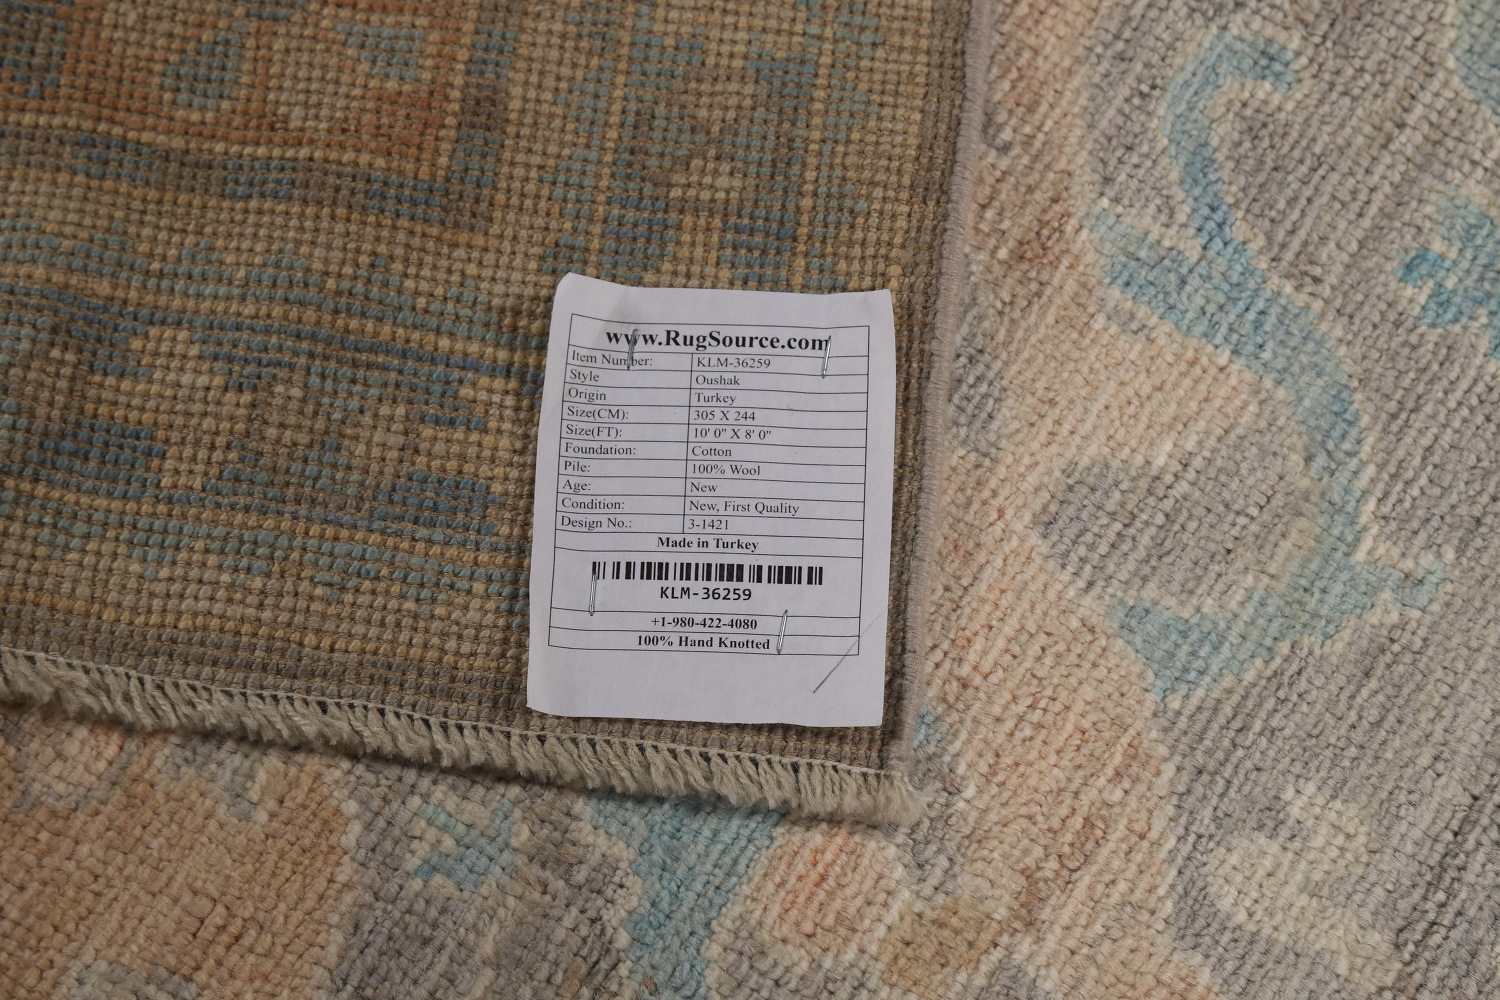 www.RugSource.com
Item Number: KLM-36259
Style Oushak
Origin Turkey
Size(CM): 305 X 244
Size(FT): 10' 0" X 8' 0"
Foundation: Cotton
Pile: 100% Wool
Age: New
Condition: New, First Quality
Design No.: 3-1421
Made in Turkey
KLM-36259
+1-980-422-4080
100% Hand Knotted